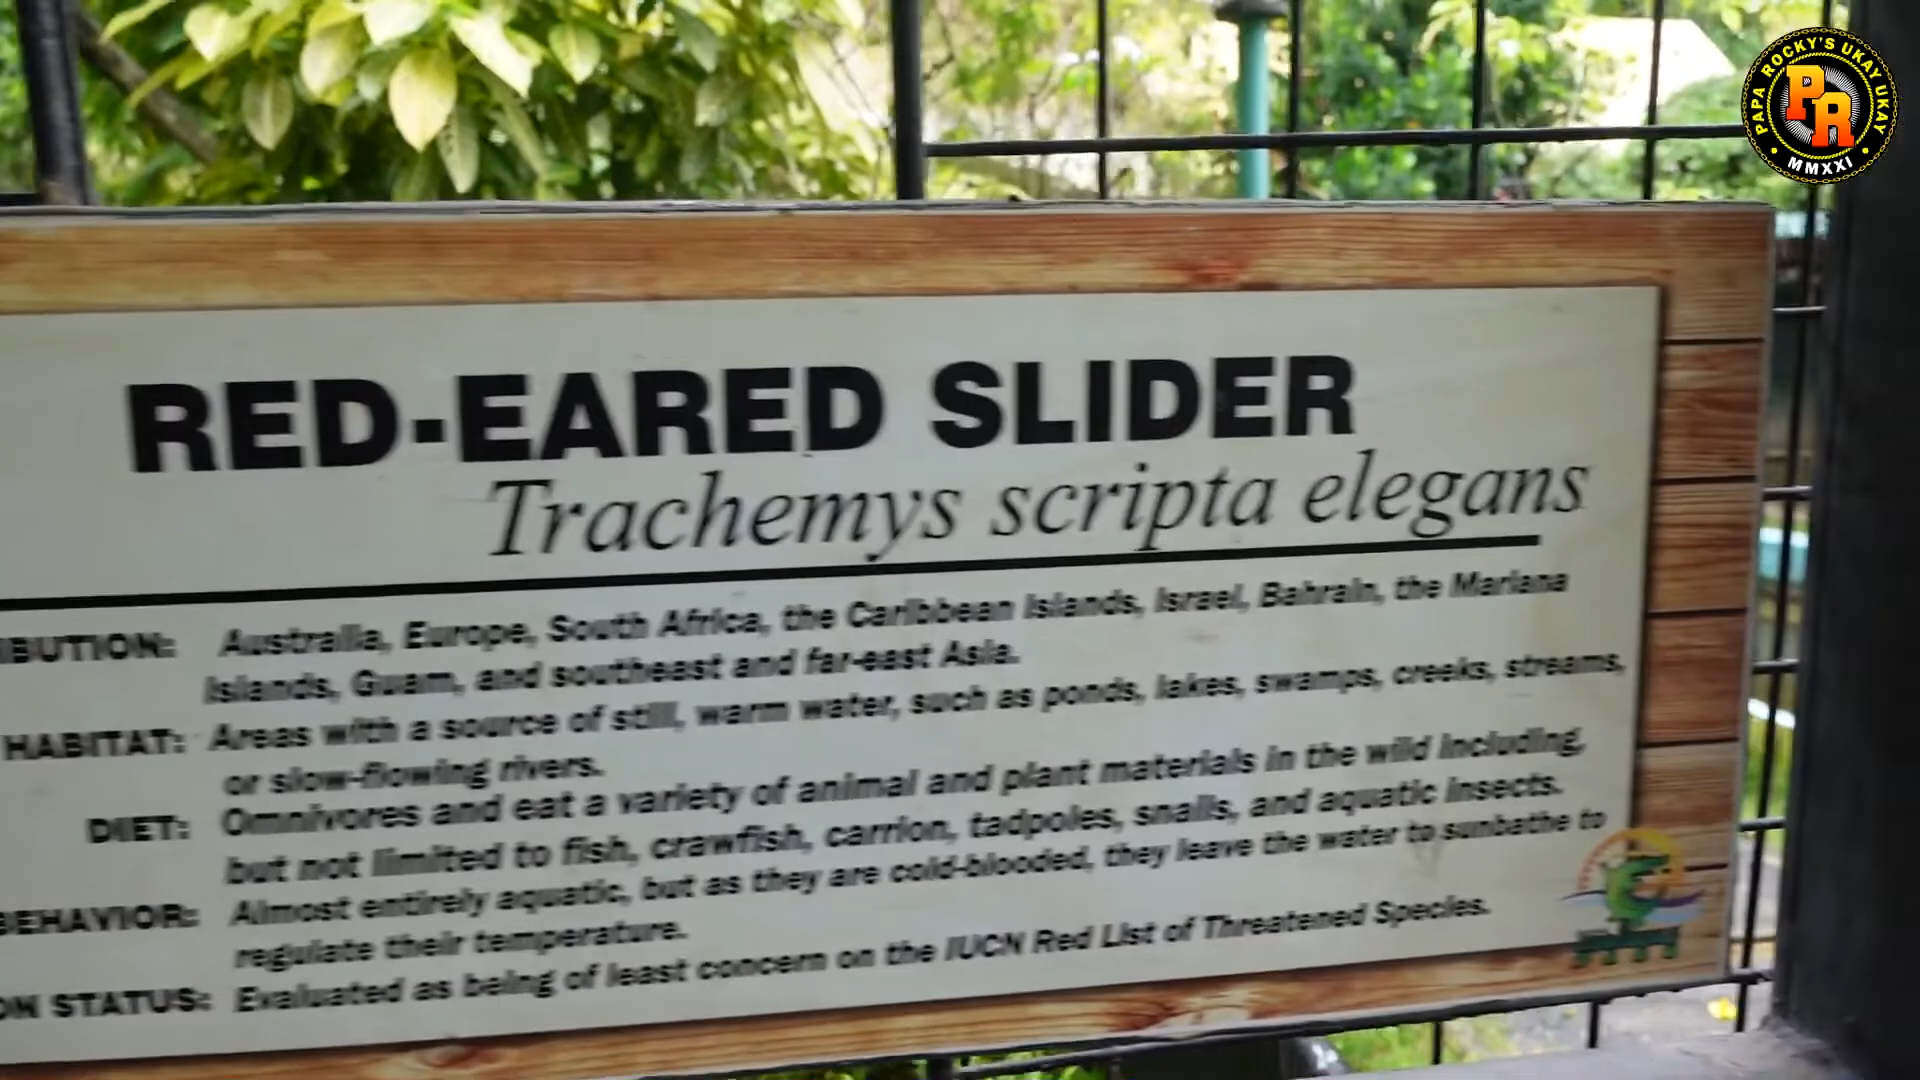 PAPA ROCKY'S UKAY UKAY
PR
MMXXI
RED-EARED SLIDER
Trachemys scripta elegans
IBUTION: Australia, Europe, South Africa, the Caribbean Islands, Israel, Bahrain, the Mariana
Islands, Guam, and southeast and far-east Asia.
HABITAT: Areas with a source of still, warm water, such as ponds, lakes, swamps, creeks, streams,
or slow-flowing rivers.
DIET: Omnivores and eat a variety of animal and plant materials in the wild including,
but not limited to fish, crawfish, carrion, tadpoles, snails, and aquatic insects.
BEHAVIOR: Almost entirely aquatic, but as they are cold-blooded, they leave the water to sunbathe to
regulate their temperature.
ON STATUS: Evaluated as being of least concern on the IUCN Red List of Threatened Species.